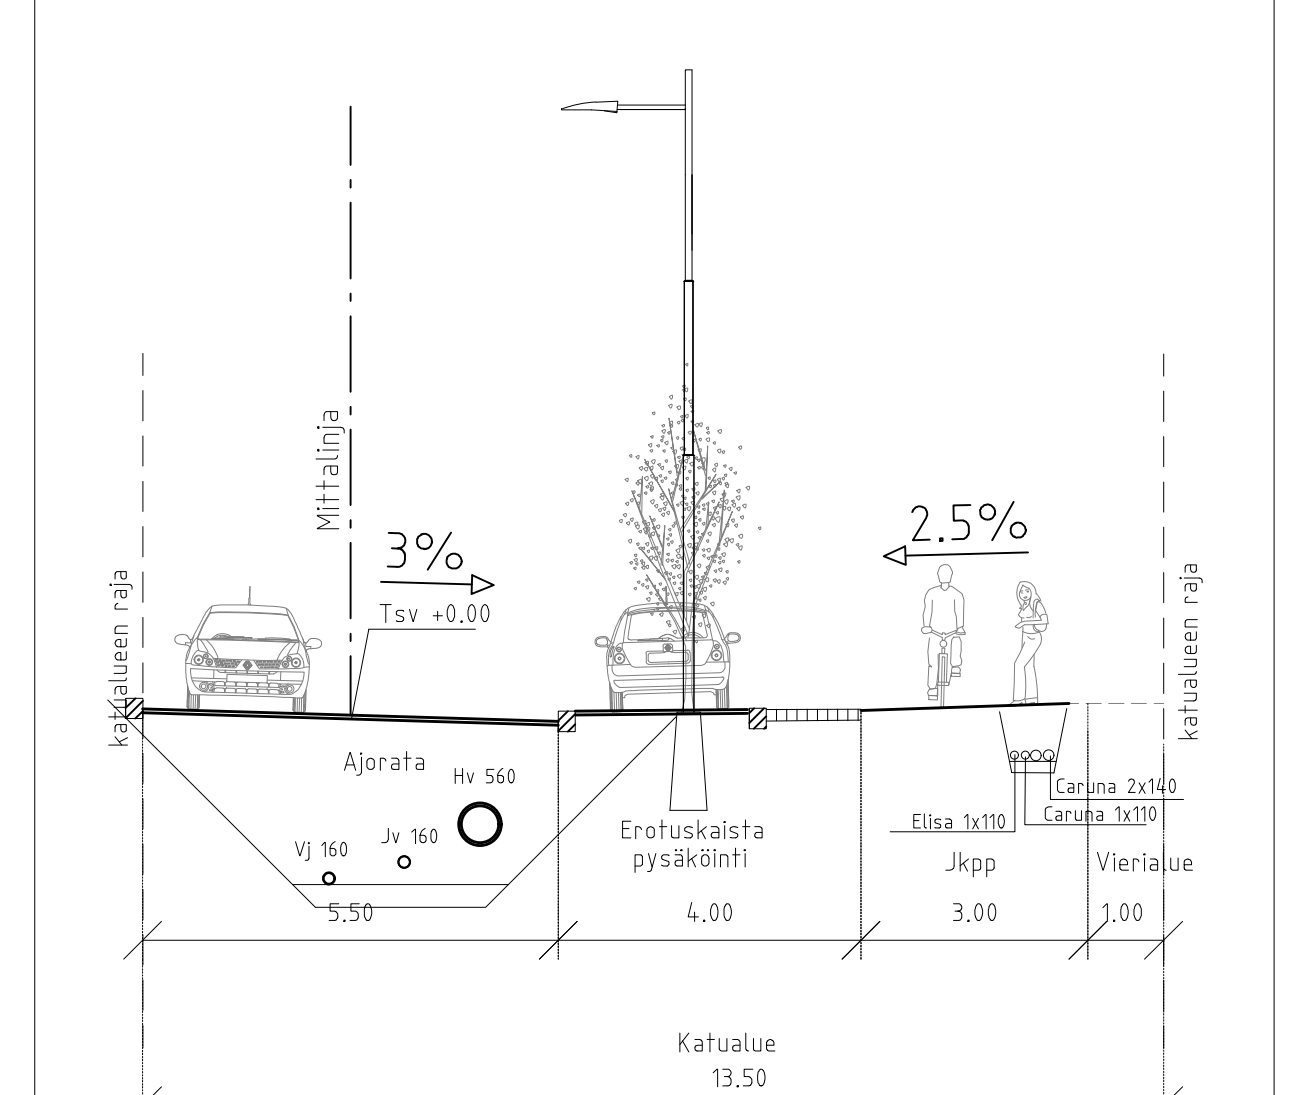 Mittalinja
3%
2.5%
Tsv +0.00
katualueen raja
katualueen raja
Ajorata
Hv 560
Jv 160
Vj 160
Caruna 2x140
Caruna 1x110
Elisa 1x110
Erotuskaista
pysäköinti
Jkpp
Vierialue
5.50
4.00
3.00
1.00
Katualue
13.50